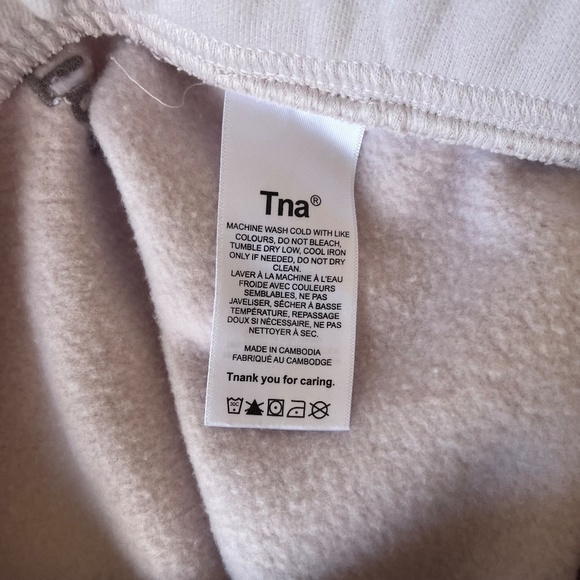 Tna®
MACHINE WASH COLD WITH LIKE
COLOURS, DO NOT BLEACH,
TUMBLE DRY LOW, COOL IRON
ONLY IF NEEDED, DO NOT DRY
CLEAN.
LAVER À LA MACHINE À L'EAU
FROIDE AVEC COULEURS
SEMBLABLES, NE PAS
JAVELISER, SÉCHER À BASSE
TEMPÉRATURE, REPASSAGE
DOUX SI NÉCESSAIRE, NE PAS
NETTOYER À SEC.
MADE IN CAMBODIA
FABRIQUÉ AU CAMBODGE
Tnank you for caring.
30C